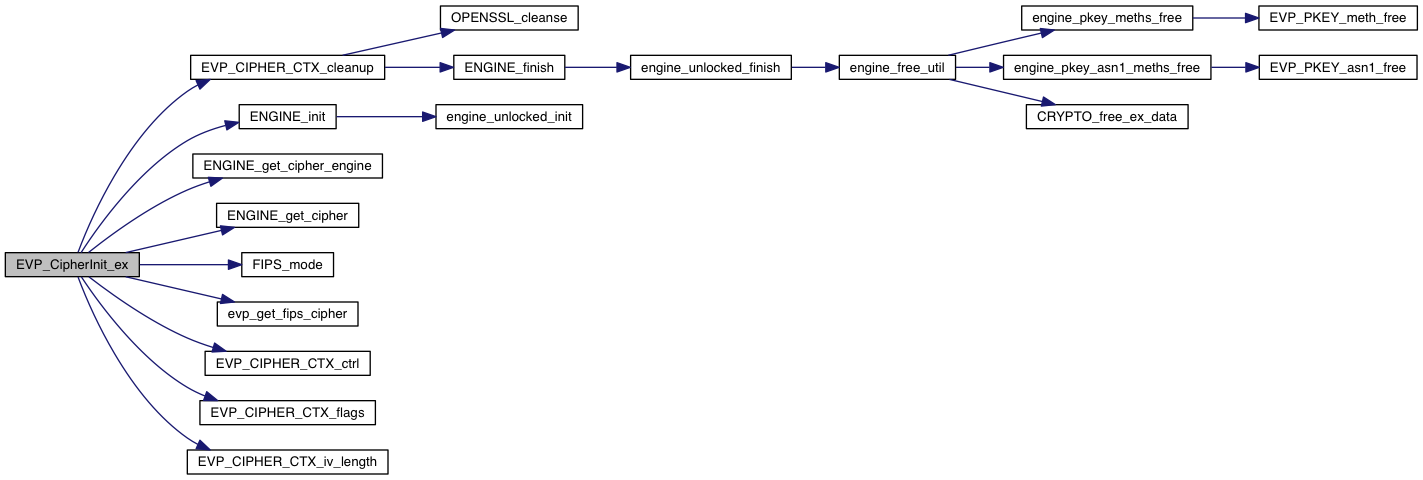 OPENSSL_cleanse
engine_pkey_meths_free
EVP_PKEY_meth_free
EVP_CIPHER_CTX_cleanup
ENGINE_finish
engine_unlocked_finish
engine_free_util
engine_pkey_asn1_meths_free
EVP_PKEY_asn1_free
ENGINE_init
engine_unlocked_init
CRYPTO_free_ex_data
ENGINE_get_cipher_engine
ENGINE_get_cipher
EVP_CipherInit_ex
FIPS_mode
evp_get_fips_cipher
EVP_CIPHER_CTX_ctrl
EVP_CIPHER_CTX_flags
EVP_CIPHER_CTX_iv_length